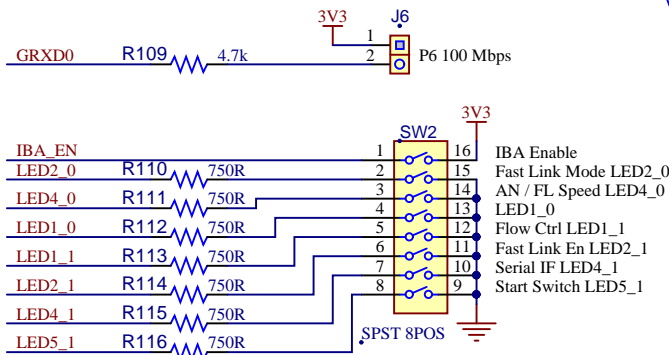 3V3 J6
GRXD0 R109 4.7k 1 2 P6 100 Mbps
3V3
SW2
IBA_EN 1 16 IBA Enable
LED2_0 R110 750R 2 15 Fast Link Mode LED2_0
LED4_0 R111 750R 3 14 AN / FL Speed LED4_0
LED1_0 R112 750R 4 13 LED1_0
LED1_1 R113 750R 5 12 Flow Ctrl LED1_1
LED2_1 R114 750R 6 11 Fast Link En LED2_1
LED4_1 R115 750R 7 10 Serial IF LED4_1
LED5_1 R116 750R 8 9 Start Switch LED5_1
SPST 8POS